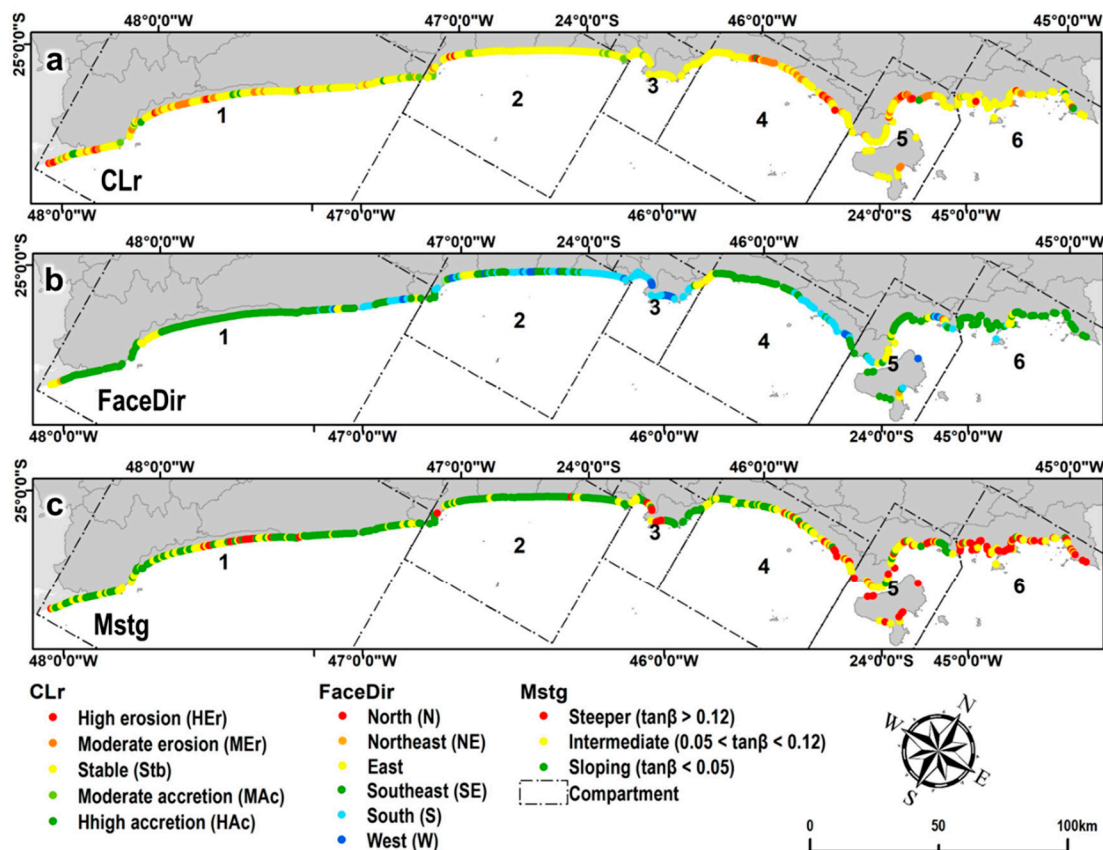 48°0'0"W 47°0'0"W 24°0'0"S 46°0'0"W 45°0'0"W
25°0'0"S
a
1 2 3 4 5 6
CLr
48°0'0"W 47°0'0"W 46°0'0"W 24°0'0"S 45°0'0"W
48°0'0"W 47°0'0"W 24°0'0"S 46°0'0"W 45°0'0"W
25°0'0"S
b
1 2 3 4 5 6
FaceDir
48°0'0"W 47°0'0"W 46°0'0"W 24°0'0"S 45°0'0"W
48°0'0"W 47°0'0"W 24°0'0"S 46°0'0"W 45°0'0"W
25°0'0"S
c
1 2 3 4 5 6
Mstg
48°0'0"W 47°0'0"W 46°0'0"W 24°0'0"S 45°0'0"W
CLr
High erosion (HEr)
Moderate erosion (MEr)
Stable (Stb)
Moderate accretion (MAc)
Hhigh accretion (HAc)
FaceDir
North (N)
Northeast (NE)
East
Southeast (SE)
South (S)
West (W)
Mstg
Steeper (tanβ > 0.12)
Intermediate (0.05 < tanβ < 0.12)
Sloping (tanβ < 0.05)
Compartment
N
W
E
S
0 50 100km